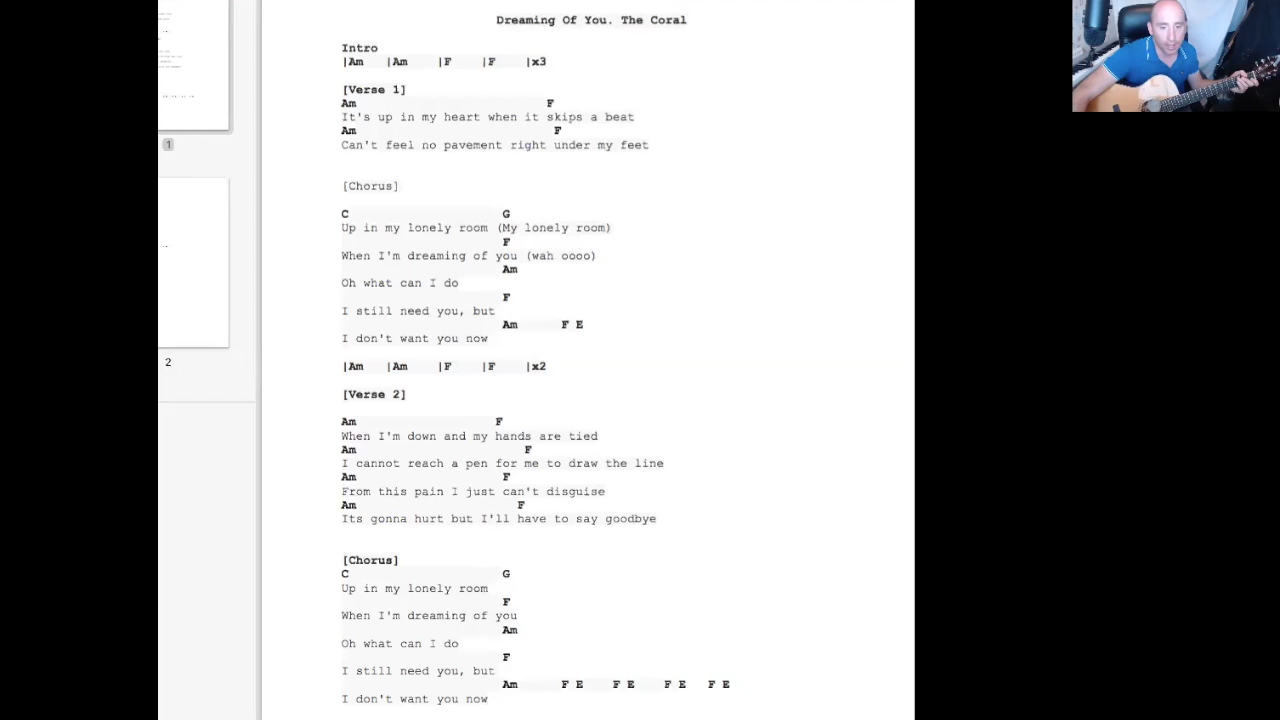 Dreaming Of You. The Coral
Intro
|Am |Am |F |F |x3
[Verse 1]
Am F
It's up in my heart when it skips a beat
Am F
Can't feel no pavement right under my feet
[Chorus]
C G
Up in my lonely room (My lonely room)
F
When I'm dreaming of you (wah oooo)
Am
Oh what can I do
F
I still need you, but
Am F E
I don't want you now
|Am |Am |F |F |x2
[Verse 2]
Am F
When I'm down and my hands are tied
Am F
I cannot reach a pen for me to draw the line
Am F
From this pain I just can't disguise
Am F
Its gonna hurt but I'll have to say goodbye
[Chorus]
C G
Up in my lonely room
F
When I'm dreaming of you
Am
Oh what can I do
F
I still need you, but
Am F E F E F E F E
I don't want you now
1
2